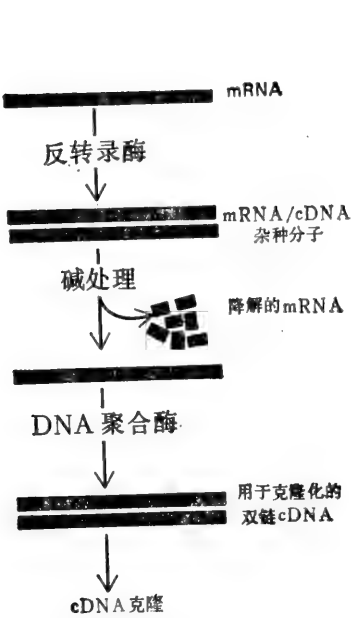 mRNA
反转录酶
mRNA/cDNA
杂种分子
碱处理
降解的mRNA
DNA聚合酶
用于克隆化的
双链cDNA
cDNA克隆